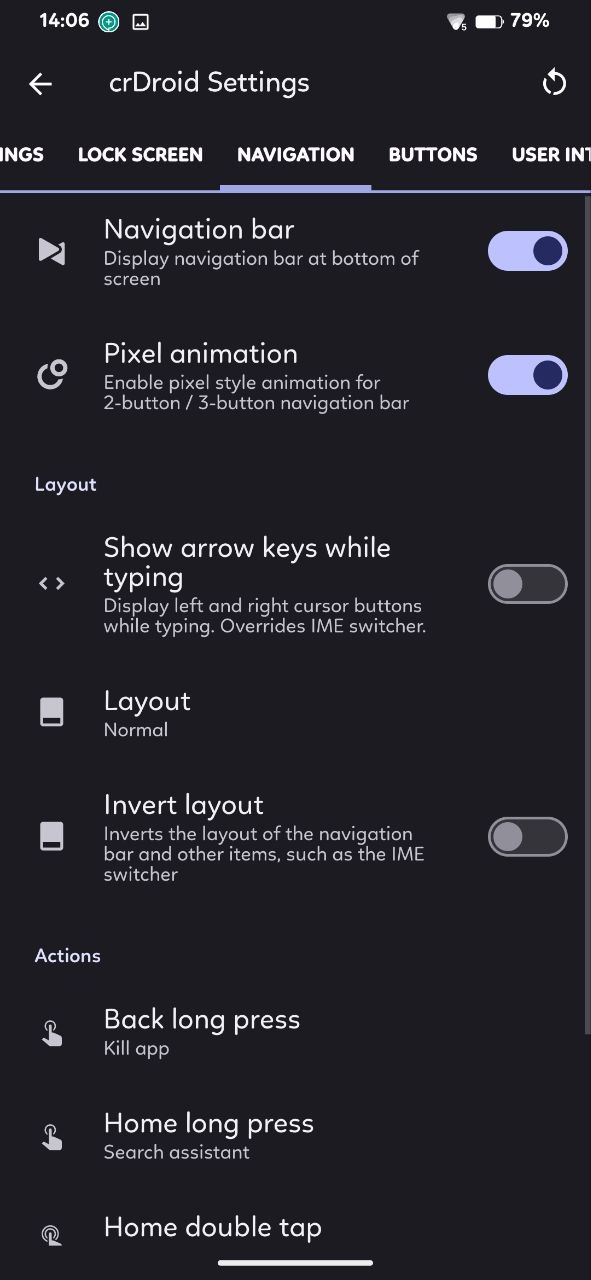 14:06
5
79%
crDroid Settings
INGS
LOCK SCREEN
NAVIGATION
BUTTONS
USER INT
Navigation bar
Display navigation bar at bottom of
screen
Pixel animation
Enable pixel style animation for
2-button / 3-button navigation bar
Layout
Show arrow keys while
typing
Display left and right cursor buttons
while typing. Overrides IME switcher.
Layout
Normal
Invert layout
Inverts the layout of the navigation
bar and other items, such as the IME
switcher
Actions
Back long press
Kill app
Home long press
Search assistant
Home double tap